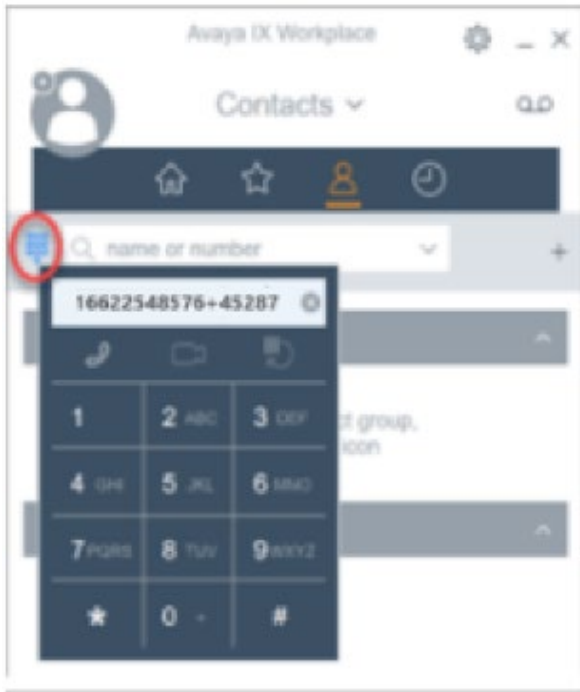 Avaya IX Workplace
Contacts
name or number
16622548576+45287
1
2 ABC
3 DEF
ct group,
icon
4 GHI
5 JKL
6 MNO
7 PQRS
8 TUV
9 WXYZ
*
0 -
#